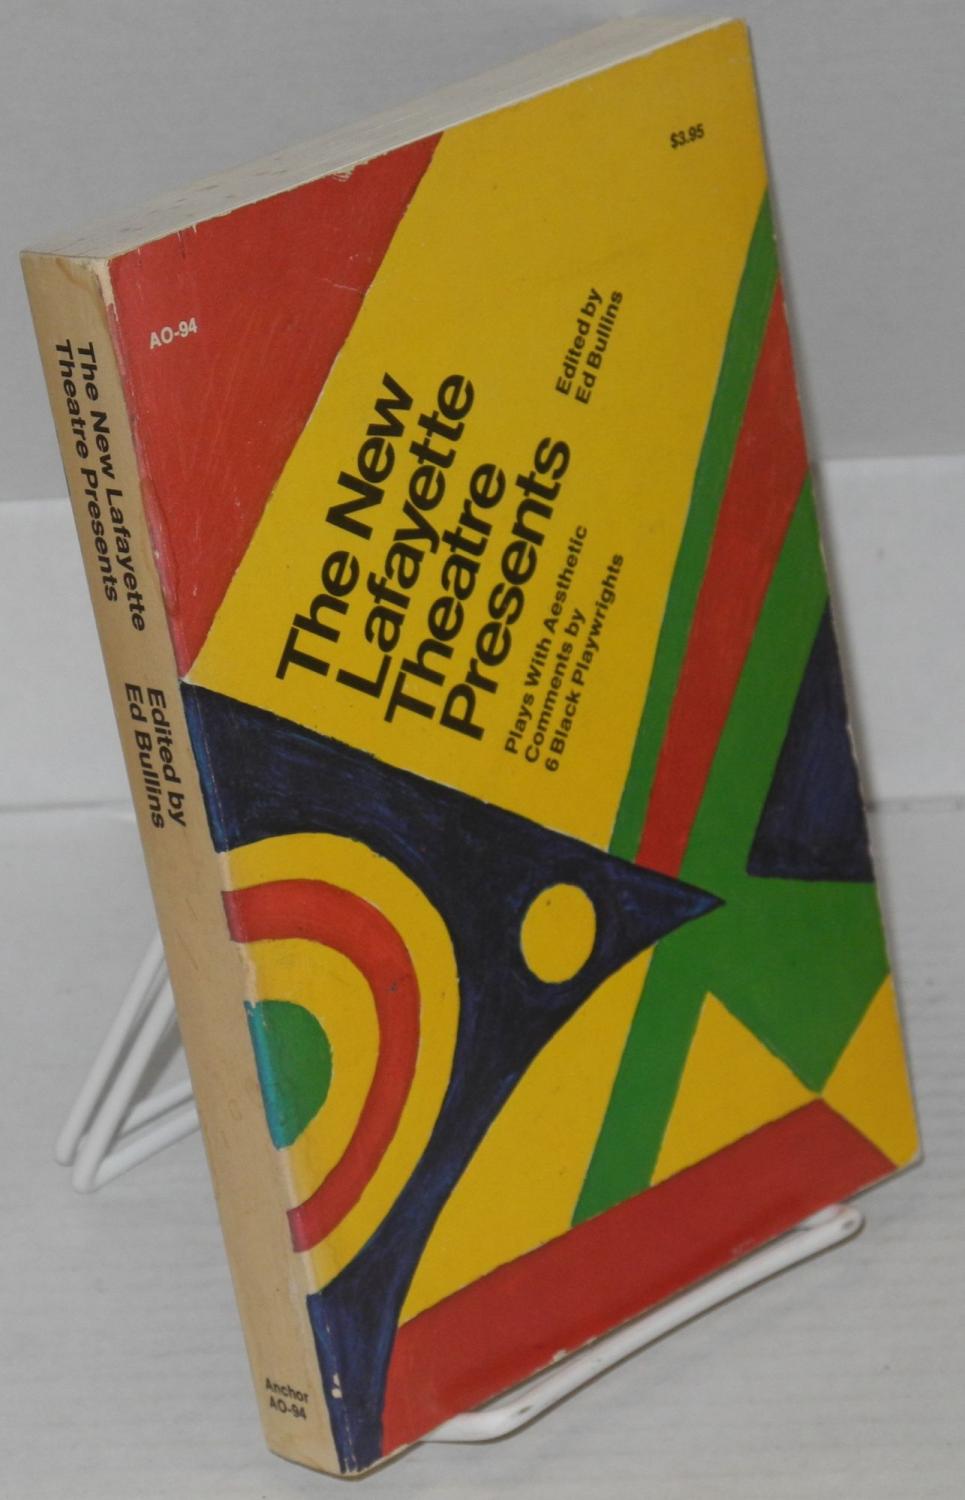 The New Lafayette
Theatre Presents
Edited by
Ed Bullins
Anchor
AO-94
AO-94
$3.95
The New
Lafayette
Theatre
Presents
Edited by
Ed Bullins
Plays With Aesthetic
Comments by
6 Black Playwrights